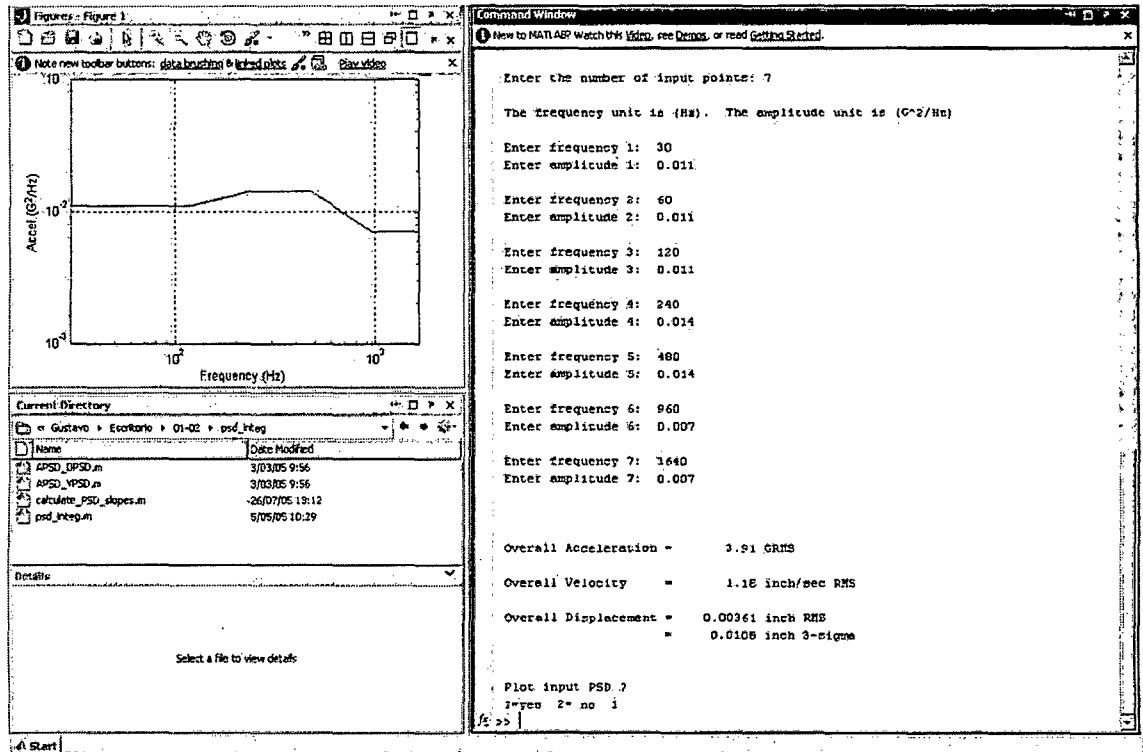 Figures - Figure 1
Note new toolbar buttons: data brushing & linked plots Play video
10
10^-2
10^-3
Accel (G^2/Hz)
10^2
10^3
Frequency (Hz)
Current Directory
« Gustavo ▸ Escritorio ▸ 01-02 ▸ psd_integ
Name Date Modified
APSD_DPSD.m 3/03/05 9:56
APSD_VPSD.m 3/03/05 9:56
calculate_PSD_slopes.m 26/07/05 19:12
psd_integ.m 5/05/05 10:29
Details
Select a file to view details
Start
Command Window
New to MATLAB? Watch this Video, see Demos, or read Getting Started.
Enter the number of input points: 7
The frequency unit is (Hz). The amplitude unit is (G^2/Hz)
Enter frequency 1: 30
Enter amplitude 1: 0.011
Enter frequency 2: 60
Enter amplitude 2: 0.011
Enter frequency 3: 120
Enter amplitude 3: 0.011
Enter frequency 4: 240
Enter amplitude 4: 0.014
Enter frequency 5: 480
Enter amplitude 5: 0.014
Enter frequency 6: 960
Enter amplitude 6: 0.007
Enter frequency 7: 1640
Enter amplitude 7: 0.007
Overall Acceleration = 3.91 GRMS
Overall Velocity = inch/sec RMS
Overall Displacement = 0.00361 inch RMS
= inch 3-sigma
Plot input PSD ?
1=yes 2= no 1
fx >>